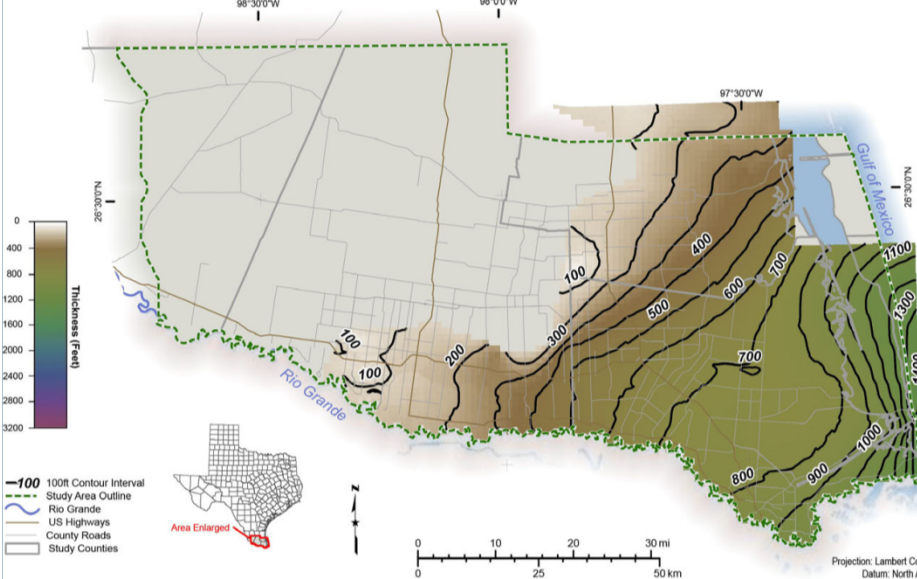 98°30'0"W
98°0'0"W
97°30'0"W
26°30'0"N
26°30'0"N
Gulf of Mexico
Rio Grande
100
100
100
200
300
400
500
600
700
700
800
900
1000
1100
1300
0
400
800
1200
1600
2000
2400
2800
3200
Thickness (Feet)
100 100ft Contour Interval
Study Area Outline
Rio Grande
US Highways
County Roads
Study Counties
Area Enlarged
N
0 10 20 30 mi
0 25 50 km
Projection: Lambert Co
Datum: North A